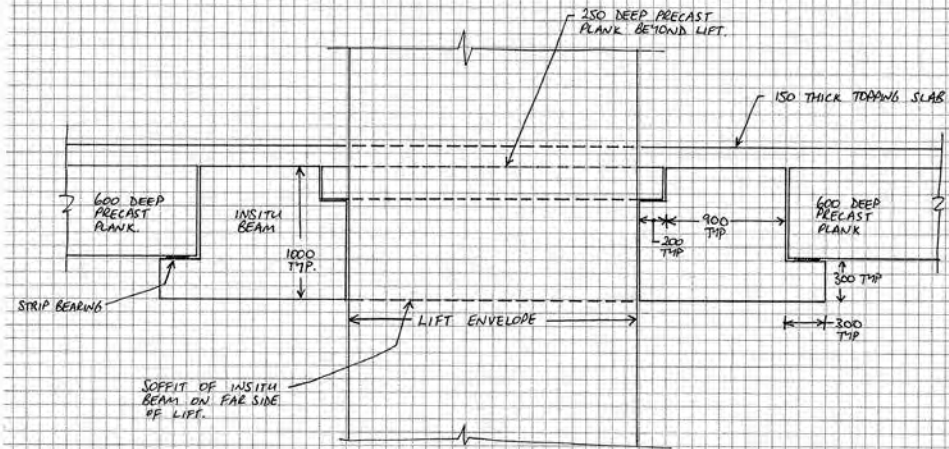 250 DEEP PRECAST
PLANK BEYOND LIFT.
150 THICK TOPPING SLAB
600 DEEP
PRECAST
PLANK.
INSITU
BEAM
1000
TYP.
200
TYP
900
TYP
600 DEEP
PRECAST
PLANK
300 TYP
300
TYP
STRIP BEARING
LIFT ENVELOPE
SOFFIT OF INSITU
BEAM ON FAR SIDE
OF LIFT.